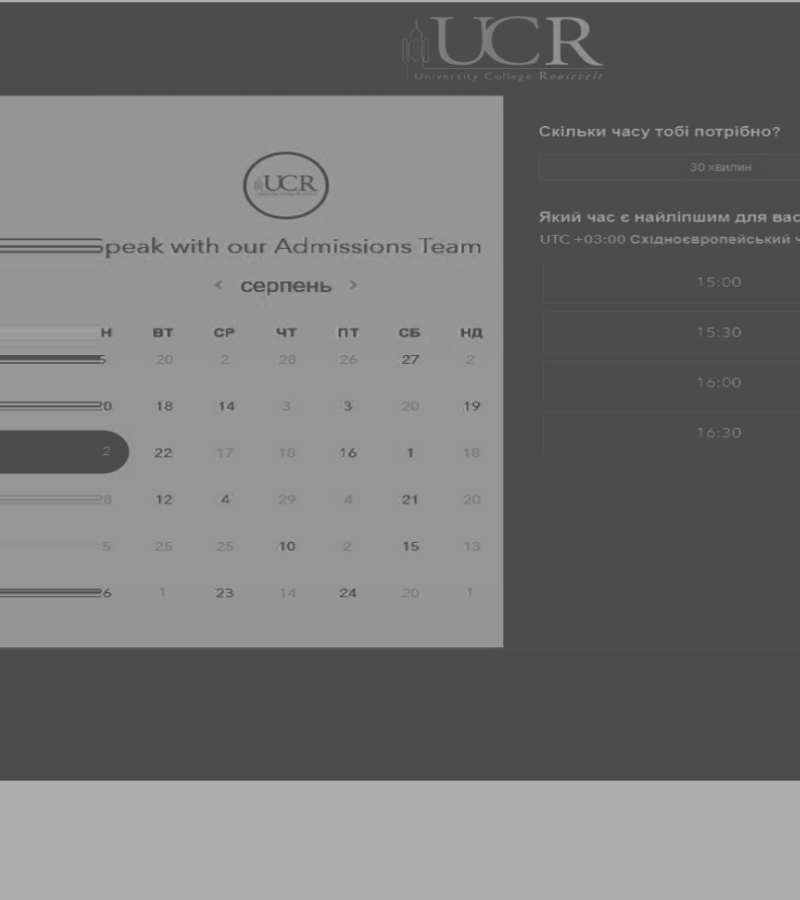 UCR
University College Roosevelt
Скільки часу тобі потрібно?
30 хвилин
Який час є найліпшим для вас
UTC +03:00 Східноєвропейський ч
15:00
15:30
16:00
16:30
UCR
peak with our Admissions Team
< серпень >
Н ВТ СР ЧТ ПТ СБ НД
5 20 2 28 26 27 2
20 18 14 3 3 20 19
2 22 17 18 16 1 18
28 12 4 29 4 21 20
5 25 25 10 2 15 13
26 1 23 14 24 20 1